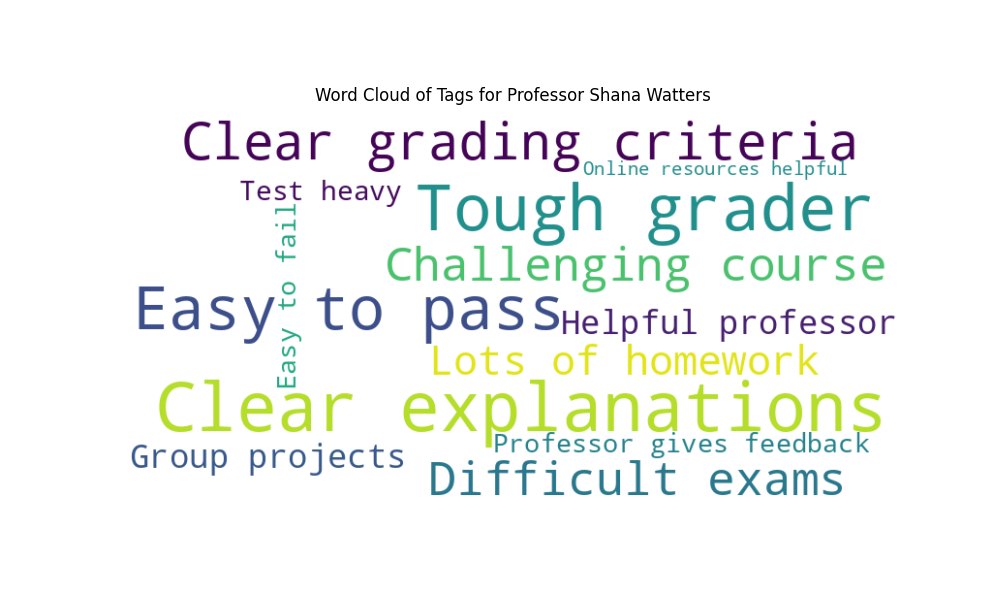 Word Cloud of Tags for Professor Shana Watters
Clear grading criteria
Online resources helpful
Test heavy
Tough grader
Easy to fail
Challenging course
Easy to pass
Helpful professor
Lots of homework
Clear explanations
Professor gives feedback
Group projects
Difficult exams